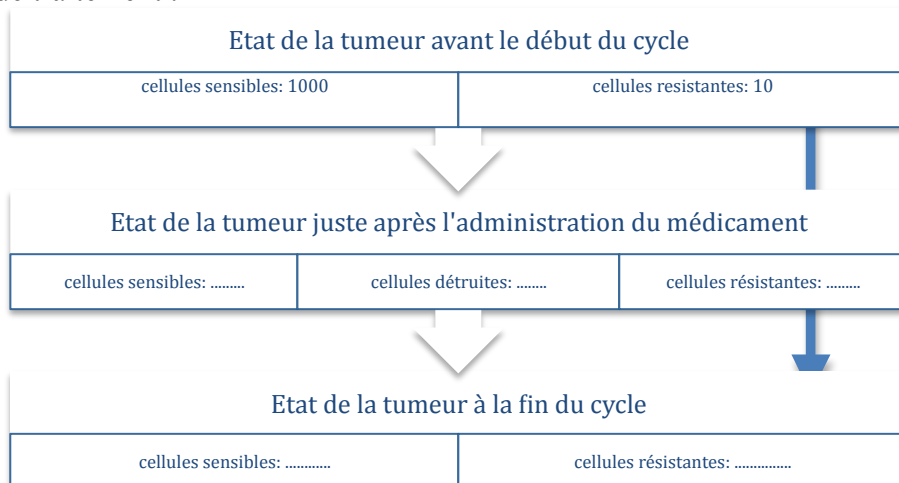 Etat de la tumeur avant le début du cycle
cellules sensibles: 1000
cellules resistantes: 10
Etat de la tumeur juste après l'administration du médicament
cellules sensibles: .........
cellules détruites: ........
cellules résistantes: .........
Etat de la tumeur à la fin du cycle
cellules sensibles: ............
cellules résistantes: ...............